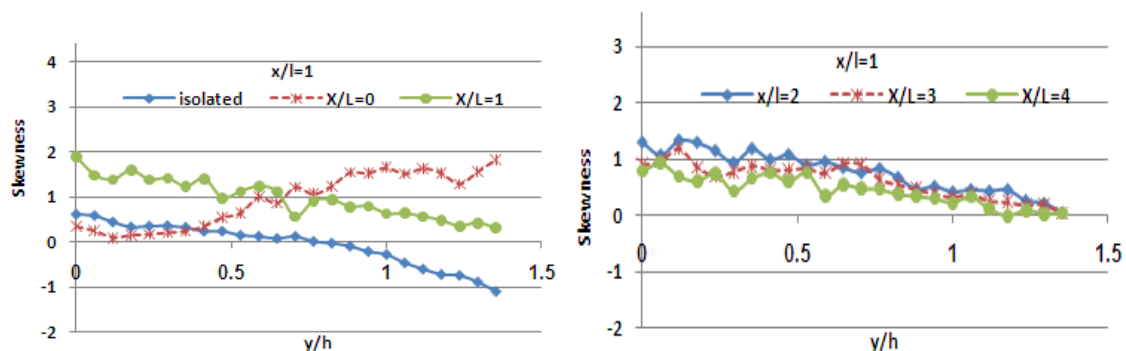 4
x/l=1
isolated X/L=0 X/L=1
3
2
1
0
0 0.5 1 1.5
-1
-2
Skewness
y/h
3
x/l=1
x/l=2 X/L=3 X/L=4
2
1
0
0 0.5 1 1.5
-1
-2
Skewness
y/h